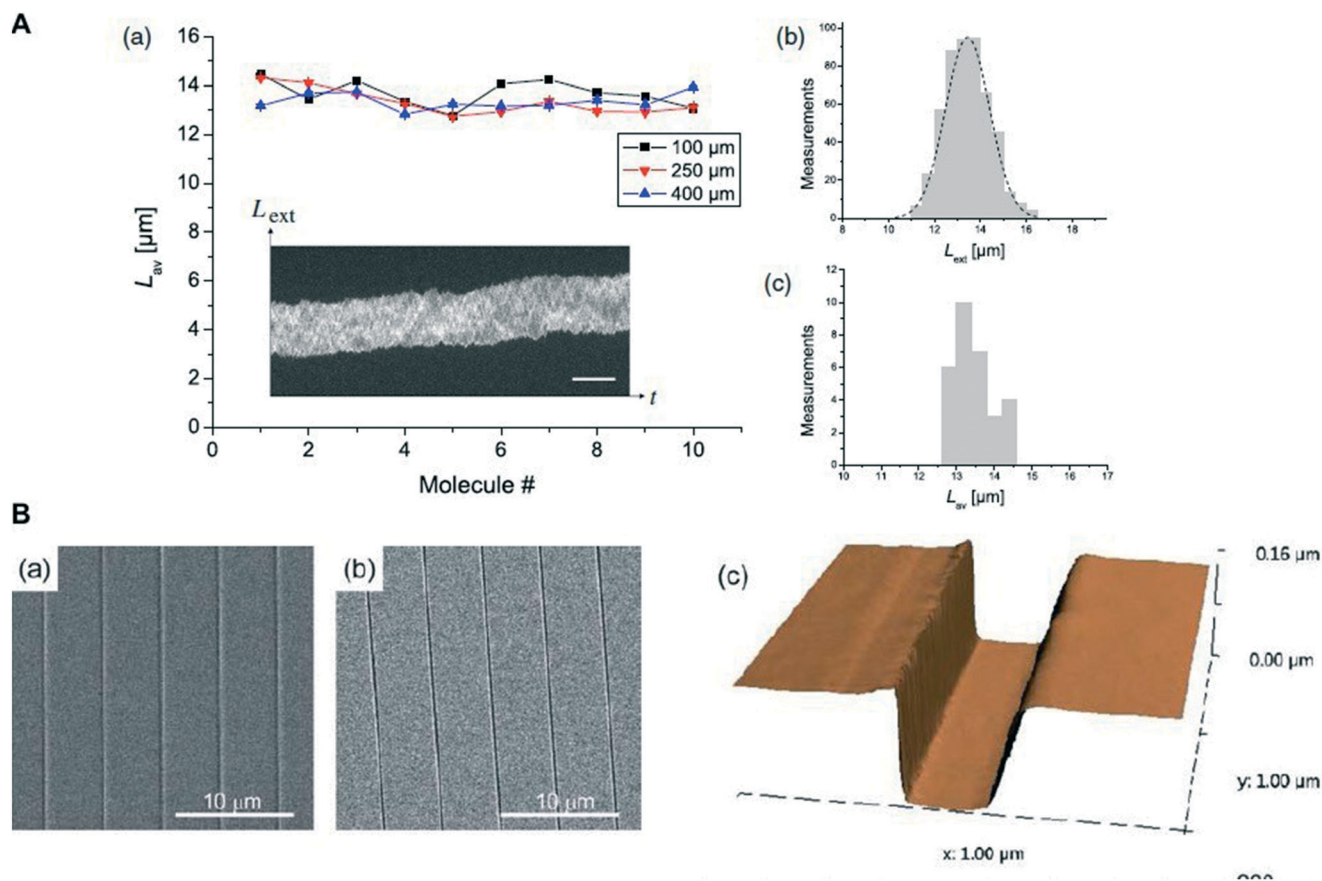 A
(a)
16
14
12
10
8
6
4
2
0
L_av [µm]
100 µm
250 µm
400 µm
L_ext
t
0
2
4
6
8
10
Molecule #
(b)
100
80
60
40
20
0
Measurements
8
10
12
14
16
18
L_ext [µm]
(c)
12
10
8
6
4
2
0
Measurements
10
11
12
13
14
15
16
17
L_av [µm]
B
(a)
10 µm
(b)
10 µm
(c)
0.16 µm
0.00 µm
y: 1.00 µm
x: 1.00 µm